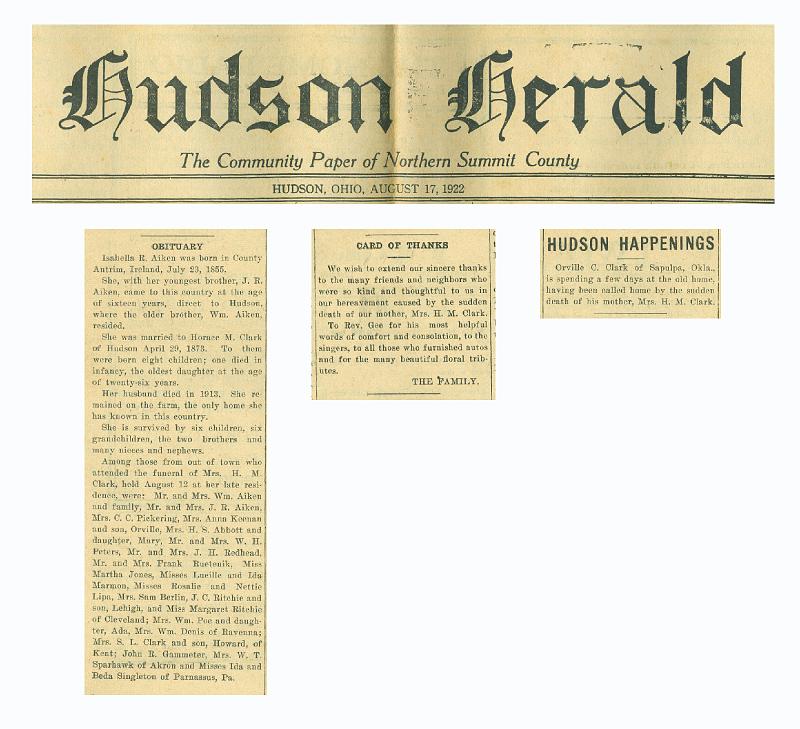 Hudson Herald
The Community Paper of Northern Summit County
HUDSON, OHIO, AUGUST 17, 1922
OBITUARY
Isabella R. Aiken was born in County
Antrim, Ireland, July 23, 1855.
She, with her youngest brother, J. R.
Aiken, came to this country at the age
of sixteen years, direct to Hudson,
where the older brother, Wm. Aiken,
resided.
She was married to Horner M. Clark
of Hudson April 29, 1873. To them
were born eight children; one died in
infancy, the oldest daughter at the age
of twenty-six years.
Her husband died in 1913. She re-
mained on the farm, the only home she
has known in this country.
She is survived by six children, six
grandchildren, the two brothers and
many nieces and nephews.
Among those from out of town who
attended the funeral of Mrs. H. M.
Clark, held August 12 at her late resi-
dence, were: Mr. and Mrs. Wm. Aiken
and family, Mr. and Mrs. J. R. Aiken,
Mrs. C. C. Pickering, Mrs. Anna Keenan
and son, Orville, Mrs. H. S. Abbott and
daughter, Mary, Mr. and Mrs. W. H.
Peters, Mr. and Mrs. J. H. Redhead,
Mr. and Mrs. Frank Ruetenik, Miss
Martha Jones, Misses Lucille and Ida
Marmon, Misses Rosalie and Nettie
Lipa, Mrs. Sam Berlin, J. C. Ritchie and
son, Lehigh, and Miss Margaret Ritchie
of Cleveland; Mrs. Wm. Poe and daugh-
ter, Ada, Mrs. Wm. Denis of Ravenna;
Mrs. S. L. Clark and son, Howard, of
Kent; John R. Gammeter, Mrs. W. T.
Sparhawk of Akron and Misses Ida and
Beda Singleton of Parnassus, Pa.
CARD OF THANKS
We wish to extend our sincere thanks
to the many friends and neighbors who
were so kind and thoughtful to us in
our bereavement caused by the sudden
death of our mother, Mrs. H. M. Clark.
To Rev. Gee for his most helpful
words of comfort and consolation, to the
singers, to all those who furnished autos
and for the many beautiful floral trib-
utes.
THE FAMILY.
HUDSON HAPPENINGS
Orville C. Clark of Sapulpa, Okla.,
is spending a few days at the old home,
having been called home by the sudden
death of his mother, Mrs. H. M. Clark.